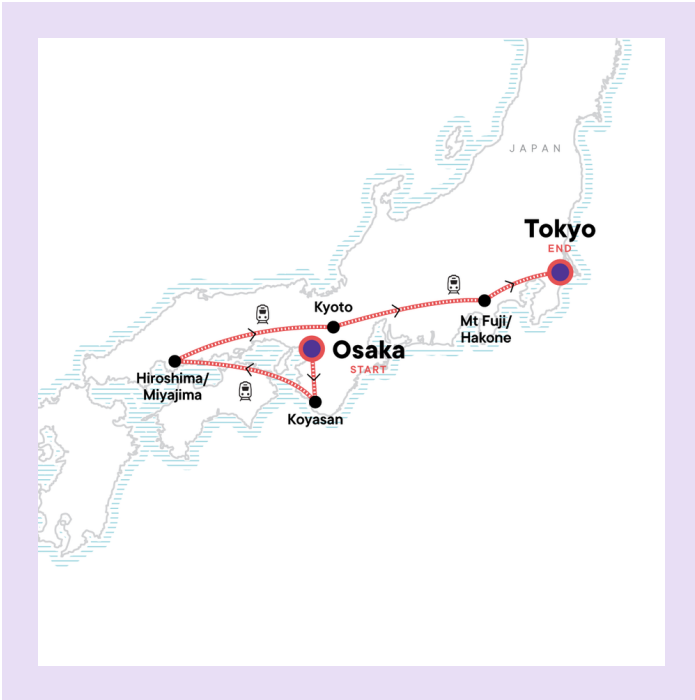 JAPAN
Tokyo
END
Kyoto
Mt Fuji/
Hakone
Osaka
START
Hiroshima/
Miyajima
Koyasan